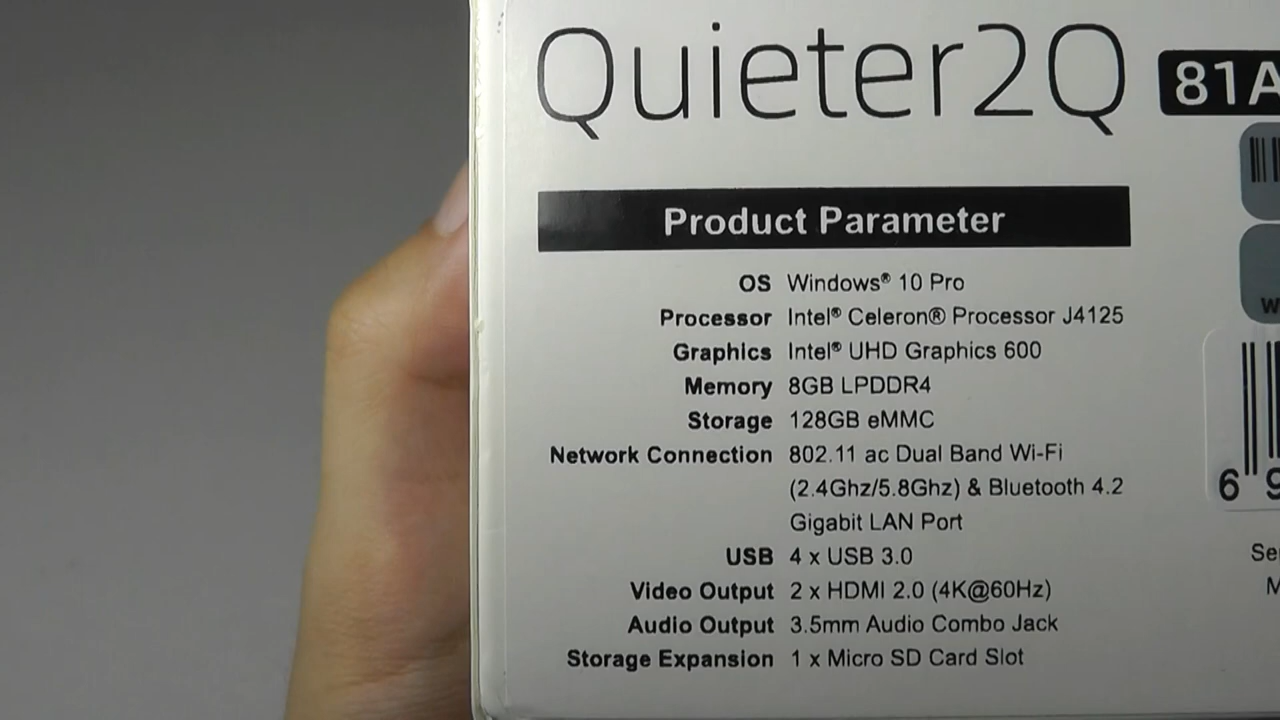 Quieter2Q 81A
Product Parameter
OS Windows® 10 Pro
Processor Intel® Celeron® Processor J4125
Graphics Intel® UHD Graphics 600
Memory 8GB LPDDR4
Storage 128GB eMMC
Network Connection 802.11 ac Dual Band Wi-Fi
(2.4Ghz/5.8Ghz) & Bluetooth 4.2
Gigabit LAN Port
USB 4 x USB 3.0
Video Output 2 x HDMI 2.0 (4K@60Hz)
Audio Output 3.5mm Audio Combo Jack
Storage Expansion 1 x Micro SD Card Slot
W
6 9
Se
M